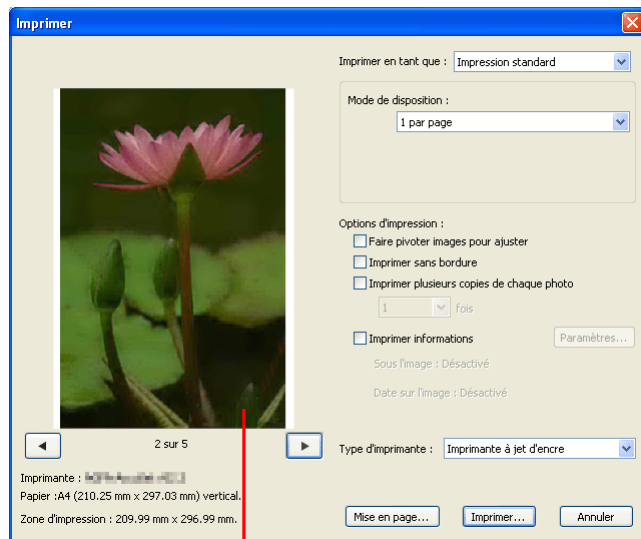 Imprimer
Imprimer en tant que : Impression standard
Mode de disposition :
1 par page
Options d'impression :
Faire pivoter images pour ajuster
Imprimer sans bordure
Imprimer plusieurs copies de chaque photo
1 fois
Imprimer informations Paramètres...
Sous l'image : Désactivé
Date sur l'image : Désactivé
2 sur 5
Type d'imprimante : Imprimante à jet d'encre
Imprimante :
Papier :A4 (210.25 mm x 297.03 mm) vertical.
Zone d'impression : 209.99 mm x 296.99 mm.
Mise en page... Imprimer... Annuler